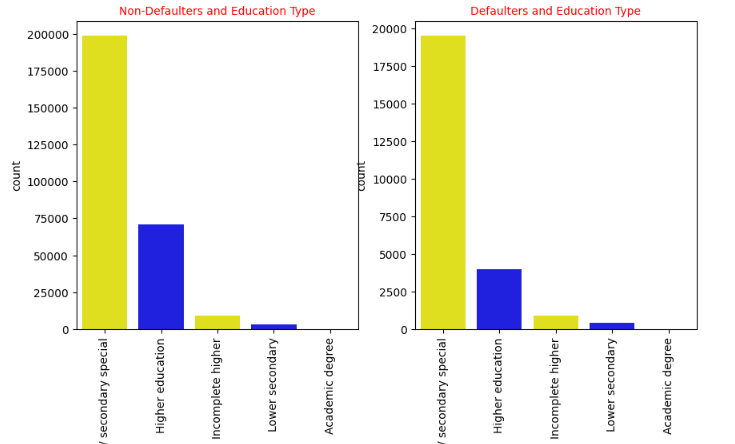 Non-Defaulters and Education Type
200000
175000
150000
125000
100000
75000
50000
25000
0
count
/ secondary special
Higher education
Incomplete higher
Lower secondary
Academic degree
Defaulters and Education Type
20000
17500
15000
12500
10000
7500
5000
2500
0
count
/ secondary special
Higher education
Incomplete higher
Lower secondary
Academic degree